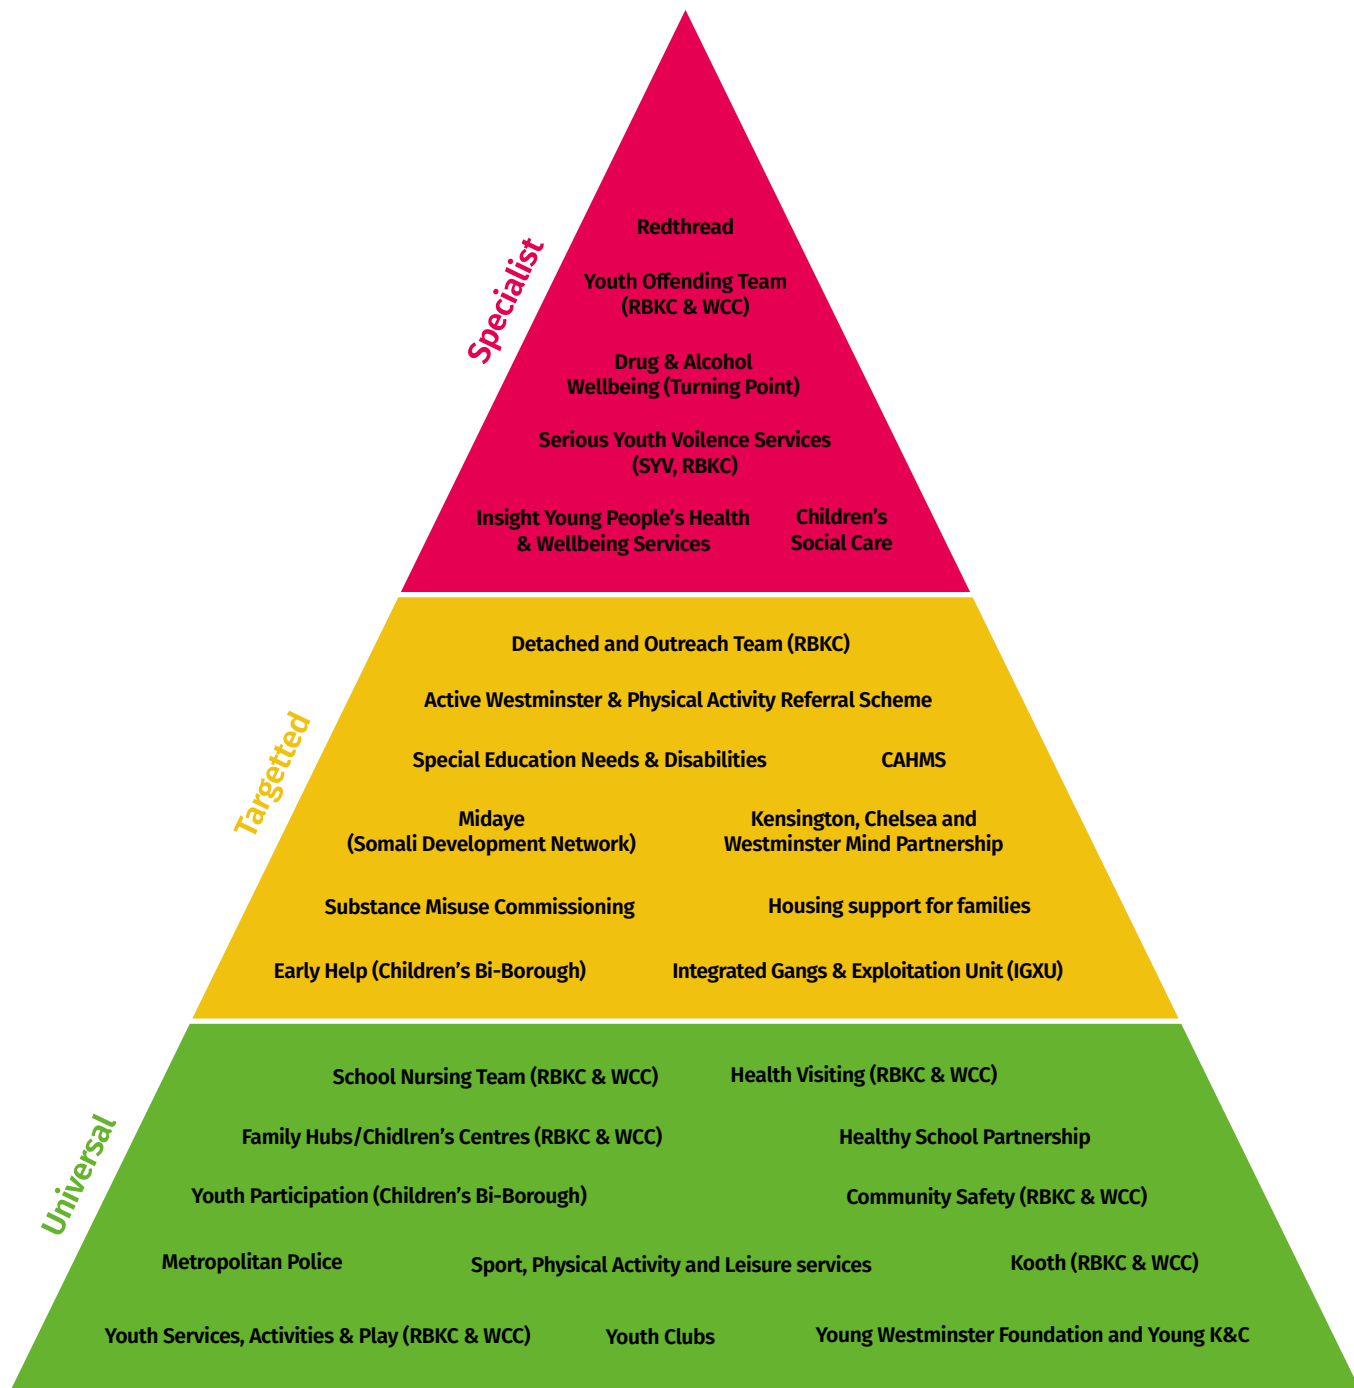 Specialist
Redthread
Youth Offending Team
(RBKC & WCC)
Drug & Alcohol
Wellbeing (Turning Point)
Serious Youth Voilence Services
(SYV, RBKC)
Insight Young People’s Health
& Wellbeing Services
Children’s
Social Care
Targetted
Detached and Outreach Team (RBKC)
Active Westminster & Physical Activity Referral Scheme
Special Education Needs & Disabilities
CAHMS
Midaye
(Somali Development Network)
Kensington, Chelsea and
Westminster Mind Partnership
Substance Misuse Commissioning
Housing support for families
Early Help (Children’s Bi-Borough)
Integrated Gangs & Exploitation Unit (IGXU)
Universal
School Nursing Team (RBKC & WCC)
Health Visiting (RBKC & WCC)
Family Hubs/Chidlren’s Centres (RBKC & WCC)
Healthy School Partnership
Youth Participation (Children’s Bi-Borough)
Community Safety (RBKC & WCC)
Metropolitan Police
Sport, Physical Activity and Leisure services
Kooth (RBKC & WCC)
Youth Services, Activities & Play (RBKC & WCC)
Youth Clubs
Young Westminster Foundation and Young K&C